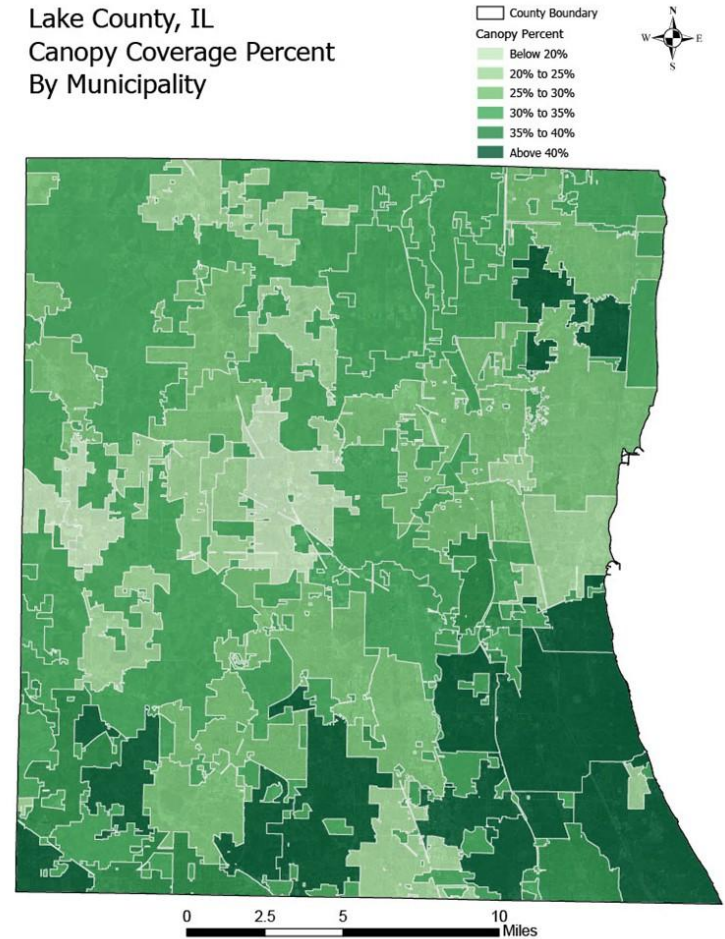 Lake County, IL
Canopy Coverage Percent
By Municipality
County Boundary
Canopy Percent
Below 20%
20% to 25%
25% to 30%
30% to 35%
35% to 40%
Above 40%
N
W E
S
0 2.5 5 10
Miles